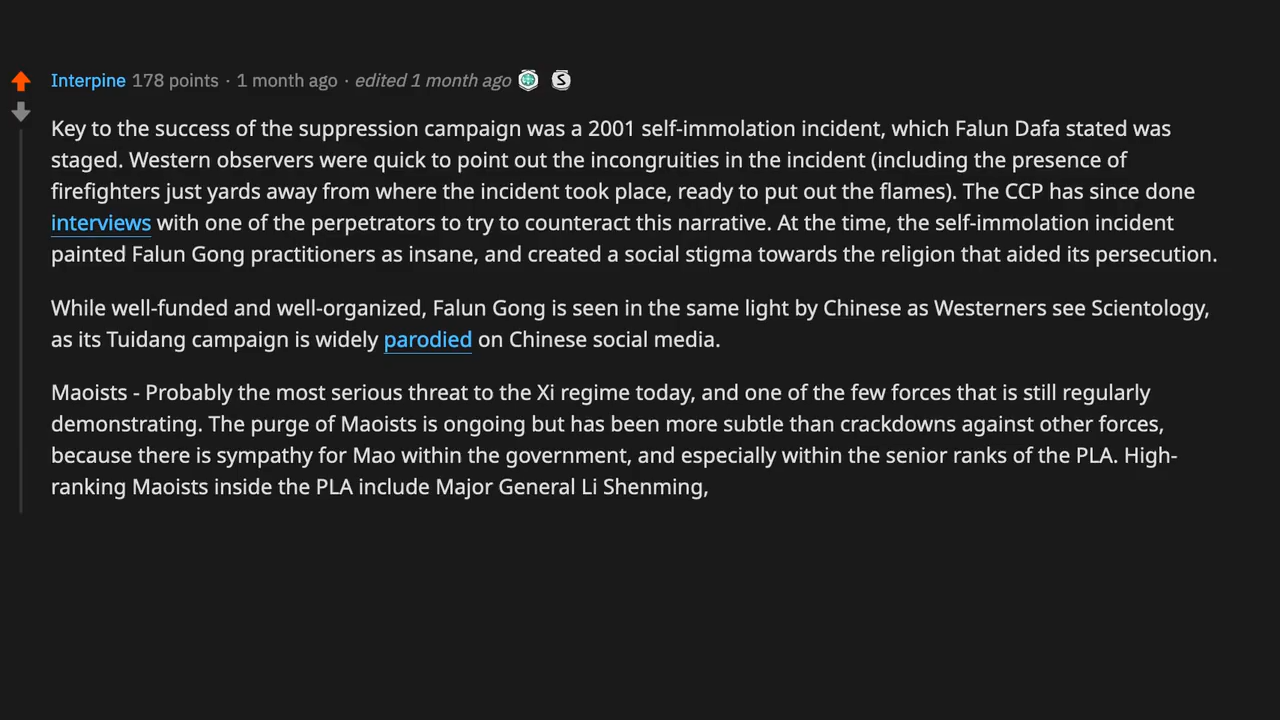 Interpine 178 points · 1 month ago · edited 1 month ago
Key to the success of the suppression campaign was a 2001 self-immolation incident, which Falun Dafa stated was
staged. Western observers were quick to point out the incongruities in the incident (including the presence of
firefighters just yards away from where the incident took place, ready to put out the flames). The CCP has since done
interviews with one of the perpetrators to try to counteract this narrative. At the time, the self-immolation incident
painted Falun Gong practitioners as insane, and created a social stigma towards the religion that aided its persecution.
While well-funded and well-organized, Falun Gong is seen in the same light by Chinese as Westerners see Scientology,
as its Tuidang campaign is widely parodied on Chinese social media.
Maoists - Probably the most serious threat to the Xi regime today, and one of the few forces that is still regularly
demonstrating. The purge of Maoists is ongoing but has been more subtle than crackdowns against other forces,
because there is sympathy for Mao within the government, and especially within the senior ranks of the PLA. High-
ranking Maoists inside the PLA include Major General Li Shenming,